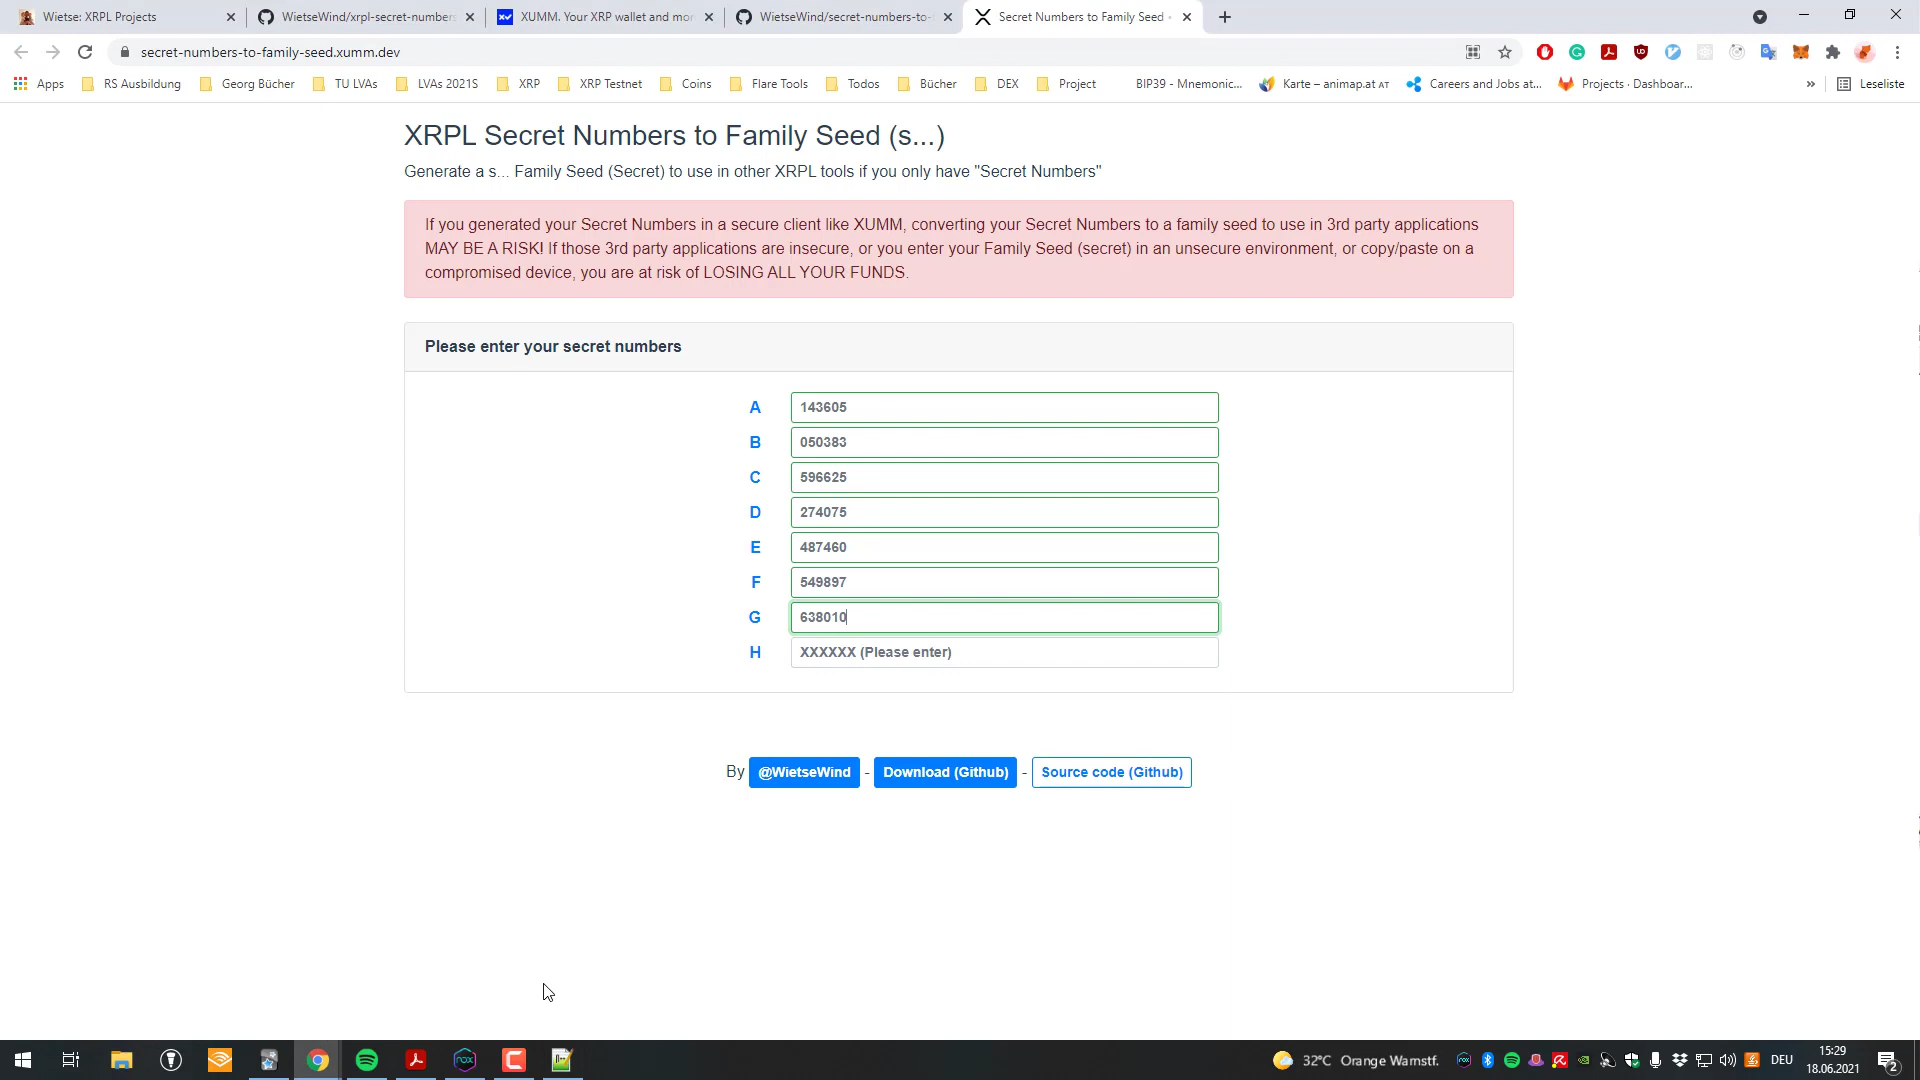 Wietse: XRPL Projects
WietseWind/xrpl-secret-numbers
XUMM. Your XRP wallet and mor
WietseWind/secret-numbers-to-
Secret Numbers to Family Seed
secret-numbers-to-family-seed.xumm.dev
Apps
RS Ausbildung
Georg Bücher
TU LVAs
LVAs 2021S
XRP
XRP Testnet
Coins
Flare Tools
Todos
Bücher
DEX
Project
BIP39 - Mnemonic...
Karte – animap.at AT
Careers and Jobs at...
Projects · Dashboar...
»
Leseliste
XRPL Secret Numbers to Family Seed (s...)
Generate a s... Family Seed (Secret) to use in other XRPL tools if you only have "Secret Numbers"
If you generated your Secret Numbers in a secure client like XUMM, converting your Secret Numbers to a family seed to use in 3rd party applications
MAY BE A RISK! If those 3rd party applications are insecure, or you enter your Family Seed (secret) in an unsecure environment, or copy/paste on a
compromised device, you are at risk of LOSING ALL YOUR FUNDS.
Please enter your secret numbers
A 143605
B 050383
C 596625
D 274075
E 487460
F 549897
G 638010
H XXXXXX (Please enter)
By @WietseWind - Download (Github) - Source code (Github)
32°C Orange Warnstf.
DEU
15:29
18.06.2021
2